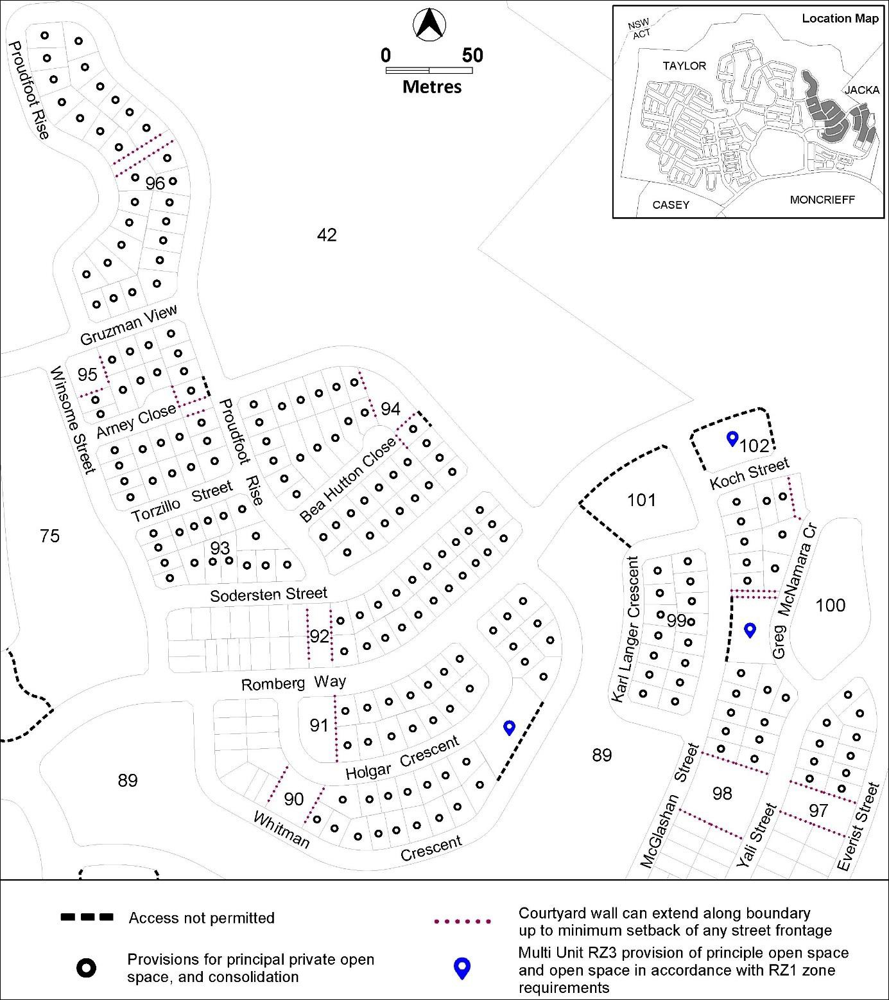 0 50
Metres
Location Map
NSW
ACT
TAYLOR
JACKA
CASEY
MONCRIEFF
Proudfoot Rise
96
42
Gruzman View
95
Winsome Street
Arney Close
Proudfoot Rise
94
Bea Hutton Close
102
Koch Street
101
Torzillo Street
75
93
Sodersten Street
Karl Langer Crescent
99
Greg McNamara Cr
100
92
Romberg Way
91
Holgar Crescent
89
89
90
Whitman Crescent
McGlashan Street
98
Yali Street
97
Everist Street
Access not permitted
Courtyard wall can extend along boundary
up to minimum setback of any street frontage
Provisions for principal private open
space, and consolidation
Multi Unit RZ3 provision of principle open space
and open space in accordance with RZ1 zone
requirements